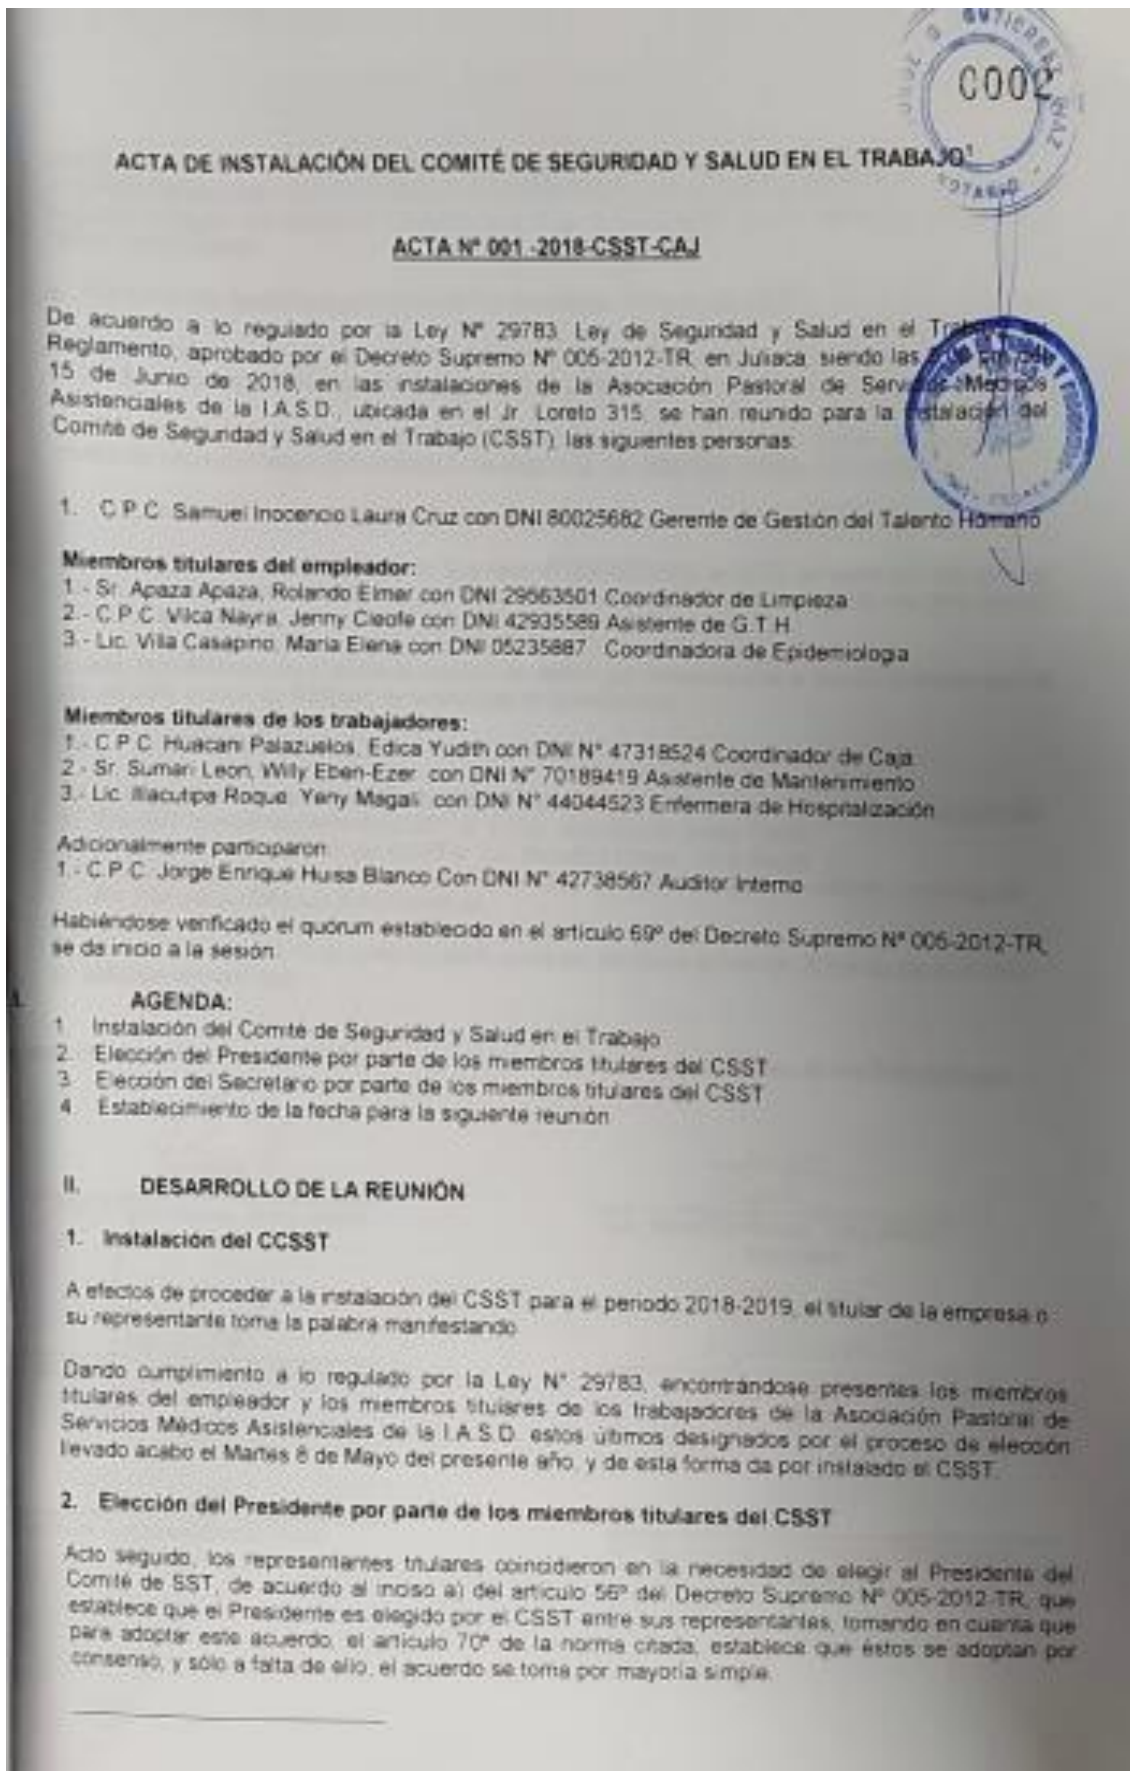 GUTIERREZ DIAZ
C002
NOTARIO
ACTA DE INSTALACIÓN DEL COMITÉ DE SEGURIDAD Y SALUD EN EL TRABAJO¹
ACTA Nº 001 -2018-CSST-CAJ
De acuerdo a lo regulado por la Ley Nº 29783 Ley de Seguridad y Salud en el
Reglamento, aprobado por el Decreto Supremo Nº 005-2012-TR, en Juliaca, siendo las
15 de Junio de 2018, en las instalaciones de la Asociación Pastoral de Servicios Médicos
Asistenciales de la I.A.S.D., ubicada en el Jr. Loreto 315, se han reunido para la instalación del
Comité de Seguridad y Salud en el Trabajo (CSST) las siguientes personas:
1. C.P.C. Samuel Inocencio Laura Cruz con DNI 80025682 Gerente de Gestión del Talento Humano
Miembros titulares del empleador:
1.- Sr. Apaza Apaza, Rolando Elmer con DNI 29563501 Coordinador de Limpieza
2.- C.P.C. Vilca Nayra, Jenny Cleofe con DNI 42935589 Asistente de G.T.H
3.- Lic. Villa Casapino, Maria Elena con DNI 05235887 Coordinadora de Epidemiologia
Miembros titulares de los trabajadores:
1.- C.P.C. Huacani Palazuelos, Edica Yudith con DNI N° 47318524 Coordinador de Caja
2.- Sr. Sumari Leon, Willy Eben-Ezer con DNI N° 70189419 Asistente de Mantenimiento
3.- Lic. Illacutipa Roque, Yeny Magali con DNI N° 44044523 Enfermera de Hospitalización
Adicionalmente participaron
1.- C.P.C. Jorge Enrique Huisa Blanco Con DNI N° 42738567 Auditor Interno
Habiéndose verificado el quórum establecido en el artículo 69º del Decreto Supremo Nº 005-2012-TR,
se da inicio a la sesión
I. AGENDA:
1. Instalación del Comité de Seguridad y Salud en el Trabajo
2. Elección del Presidente por parte de los miembros titulares del CSST
3. Elección del Secretario por parte de los miembros titulares del CSST
4. Establecimiento de la fecha para la siguiente reunión
II. DESARROLLO DE LA REUNIÓN
1. Instalación del CCSST
A efectos de proceder a la instalación del CSST para el periodo 2018-2019, el titular de la empresa o
su representante toma la palabra manifestando
Dando cumplimiento a lo regulado por la Ley N° 29783, encontrándose presentes los miembros
titulares del empleador y los miembros titulares de los trabajadores de la Asociación Pastoral de
Servicios Médicos Asistenciales de la I.A.S.D. estos últimos designados por el proceso de elección
llevado acabo el Martes 8 de Mayo del presente año, y de esta forma da por instalado el CSST.
2. Elección del Presidente por parte de los miembros titulares del CSST
Acto seguido, los representantes titulares coincidieron en la necesidad de elegir al Presidente del
Comité de SST, de acuerdo al inciso a) del artículo 56º del Decreto Supremo Nº 005-2012-TR, que
establece que el Presidente es elegido por el CSST entre sus representantes, tomando en cuenta que
para adoptar este acuerdo, el artículo 70º de la norma citada, establece que éstos se adoptan por
consenso, y sólo a falta de ello, el acuerdo se toma por mayoría simple.